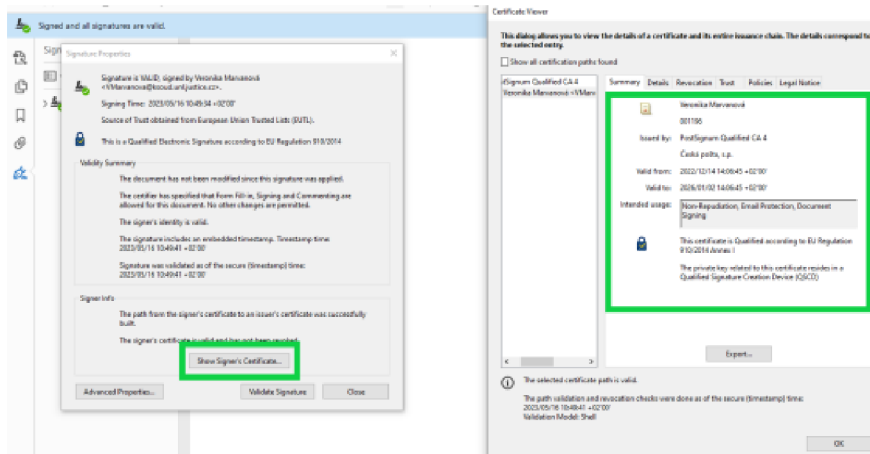 Signed and all signatures are valid.
Sign
Signature Properties
Signature is VALID, signed by Veronika Marvanová
Signing Time: 2023/05/16 10:49:34 +02'00'
Source of Trust obtained from European Union Trusted Lists (EUTL).
This is a Qualified Electronic Signature according to EU Regulation 910/2014
Validity Summary
The document has not been modified since this signature was applied.
The certifier has specified that Form Fill-in, Signing and Commenting are
allowed for this document. No other changes are permitted.
The signer's identity is valid.
The signature includes an embedded timestamp. Timestamp time:
2023/05/16 10:49:41 +02'00'
Signature was validated as of the secure (timestamp) time:
2023/05/16 10:49:41 +02'00'
Signer Info
The path from the signer's certificate to an issuer's certificate was successfully
built.
The signer's certificate is valid and has not been revoked.
Show Signer's Certificate...
Advanced Properties...
Validate Signature
Close
Certificate Viewer
This dialog allows you to view the details of a certificate and its entire issuance chain. The details correspond to
the selected entry.
Show all certification paths found
Signum Qualified CA 4
Veronika Marvanová
Summary Details Revocation Trust Policies Legal Notice
Veronika Marvanová
001196
Issued by: PostSignum Qualified CA 4
Česká pošta, s.p.
Valid from: 2022/12/14 14:06:45 +02'00'
Valid to: 2026/01/02 14:06:45 +02'00'
Intended usage: Non-Repudiation, Email Protection, Document
Signing
This certificate is Qualified according to EU Regulation
910/2014 Annex I
The private key related to this certificate resides in a
Qualified Signature Creation Device (QSCD)
Export...
The selected certificate path is valid.
The path validation and revocation checks were done as of the secure (timestamp) time:
2023/05/16 10:49:41 +02'00'
Validation Model: Shell
OK